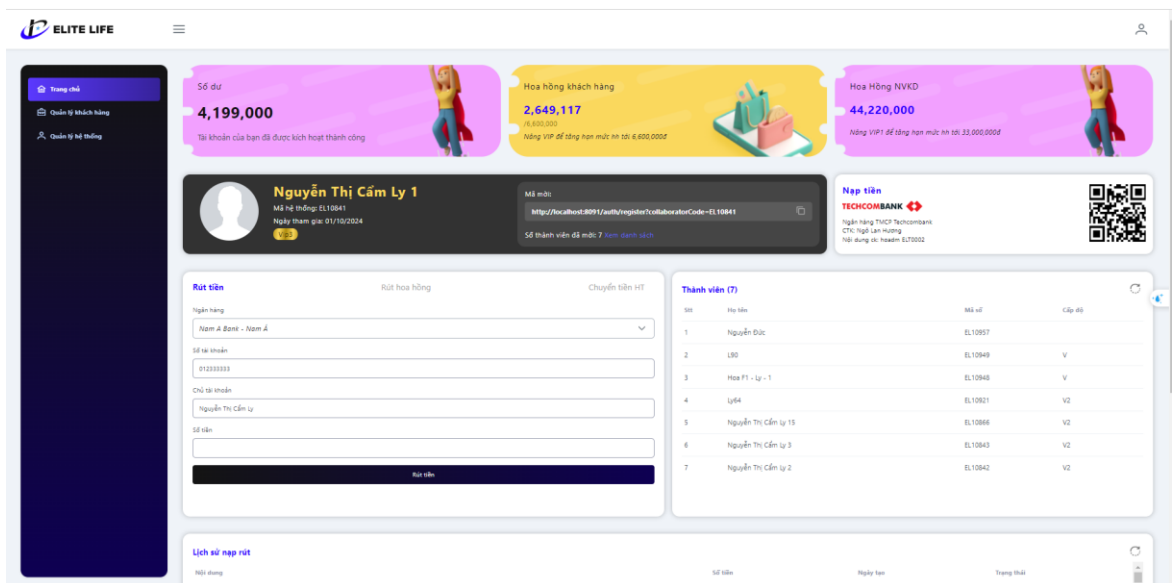 ELITE LIFE
Trang chủ
Quản lý khách hàng
Quản lý hệ thống
Số dư
4,199,000
Tài khoản của bạn đã được kích hoạt thành công
Hoa hồng khách hàng
2,649,117
/6,600,000
Nâng VIP để tăng hạn mức hh tới 6,600,000đ
Hoa Hồng NVKD
44,220,000
Nâng VIP1 để tăng hạn mức hh tới 33,000,000đ
Nguyễn Thị Cẩm Ly 1
Mã hệ thống: EL10841
Ngày tham gia: 01/10/2024
Vip3
Mã mời:
http://localhost:8091/auth/register?collaboratorCode=EL10841
Số thành viên đã mời: 7 Xem danh sách
Nạp tiền
TECHCOMBANK
Ngân hàng TMCP Techcombank
CTK: Ngô Lan Hương
Nội dung ck: hoadm ELT0002
Rút tiền
Rút hoa hồng
Chuyển tiền HT
Ngân hàng
Nam A Bank - Nam Á
Số tài khoản
012333333
Chủ tài khoản
Nguyễn Thị Cẩm Ly
Số tiền
Rút tiền
Thành viên (7)
Stt Họ tên Mã số Cấp độ
1 Nguyễn Đức EL10957
2 L90 EL10949 V
3 Hoa F1 - Ly - 1 EL10948 V
4 Ly64 EL10921 V2
5 Nguyễn Thị Cẩm Ly 15 EL10866 V2
6 Nguyễn Thị Cẩm Ly 3 EL10843 V2
7 Nguyễn Thị Cẩm Ly 2 EL10842 V2
Lịch sử nạp rút
Nội dung Số tiền Ngày tạo Trạng thái